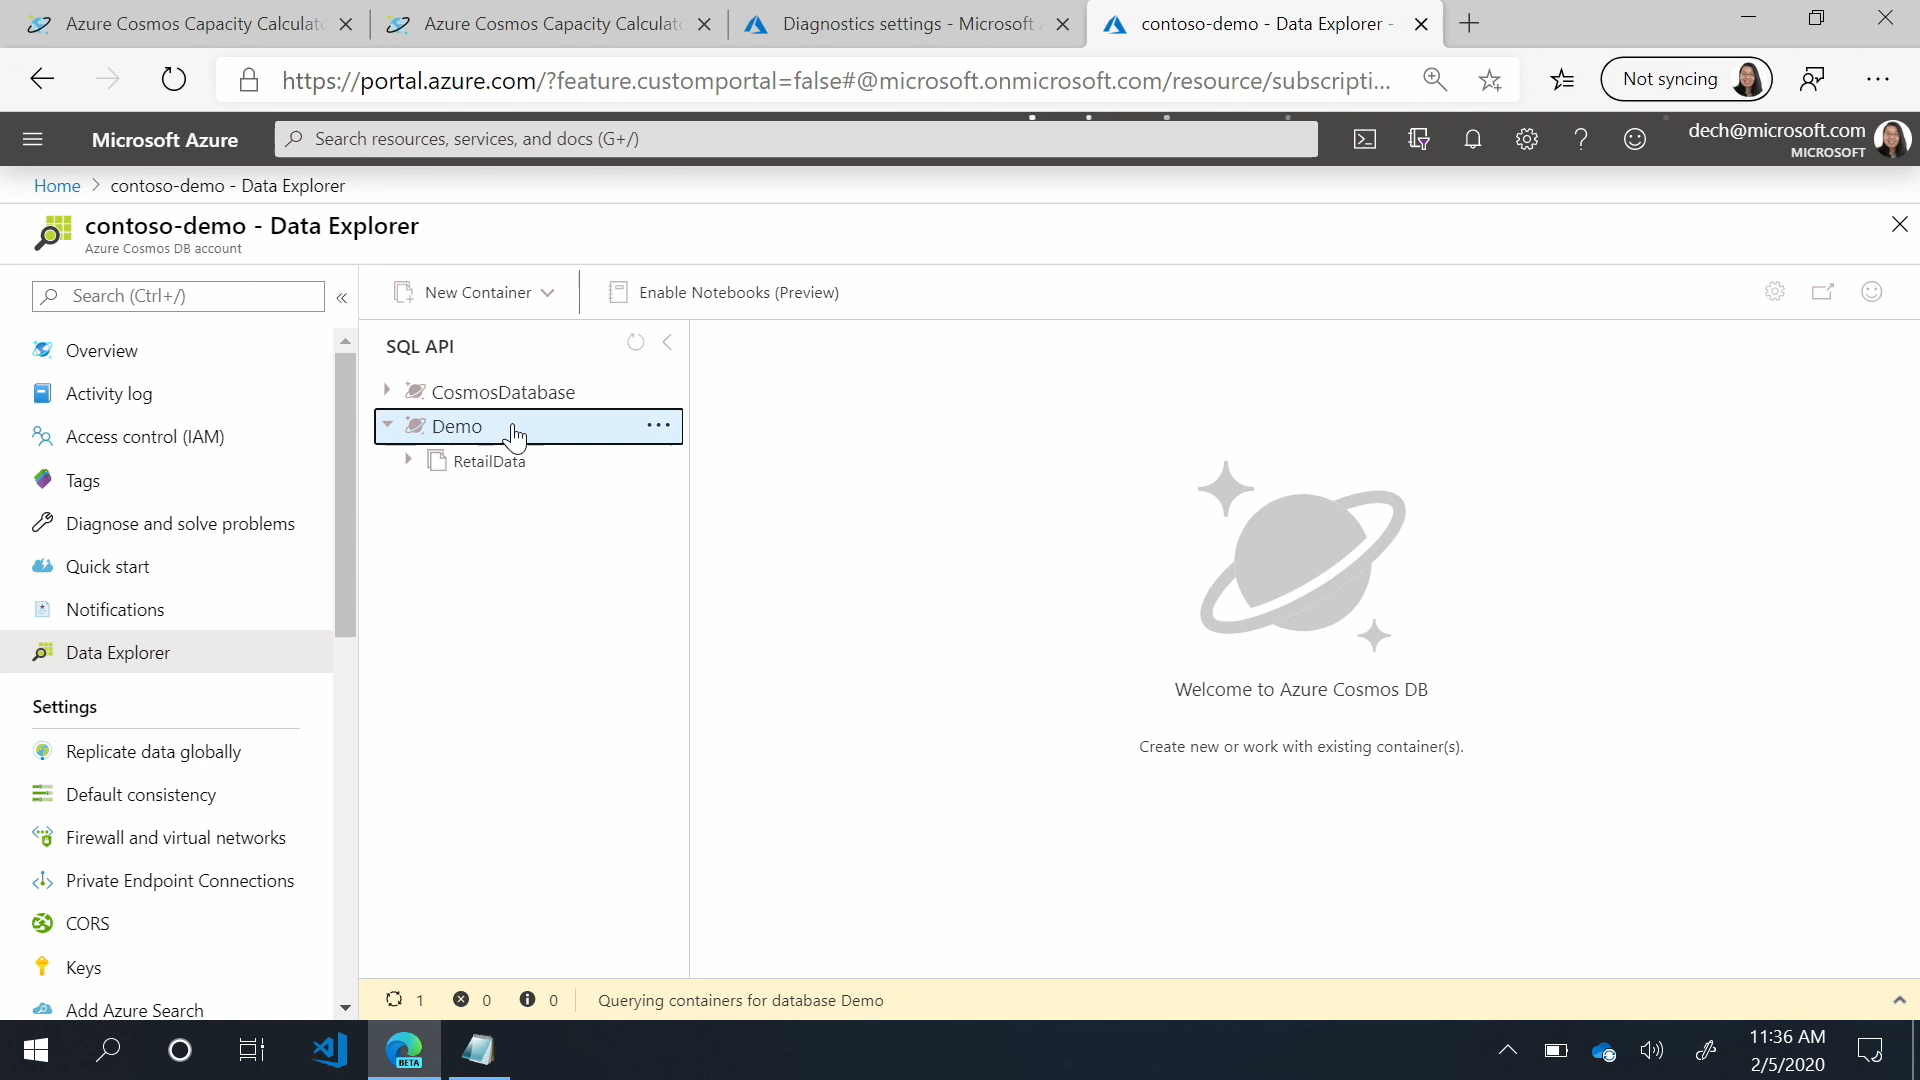 Azure Cosmos Capacity Calculato
Azure Cosmos Capacity Calculato
Diagnostics settings - Microsoft A
contoso-demo - Data Explorer -
https://portal.azure.com/?feature.customportal=false#@microsoft.onmicrosoft.com/resource/subscripti...
Not syncing
Microsoft Azure
Search resources, services, and docs (G+/)
dech@microsoft.com
MICROSOFT
Home > contoso-demo - Data Explorer
contoso-demo - Data Explorer
Azure Cosmos DB account
Search (Ctrl+/)
«
New Container
Enable Notebooks (Preview)
Overview
Activity log
Access control (IAM)
Tags
Diagnose and solve problems
Quick start
Notifications
Data Explorer
Settings
Replicate data globally
Default consistency
Firewall and virtual networks
Private Endpoint Connections
CORS
Keys
Add Azure Search
SQL API
CosmosDatabase
Demo
RetailData
Welcome to Azure Cosmos DB
Create new or work with existing container(s).
1 0 0 Querying containers for database Demo
BETA
11:36 AM
2/5/2020